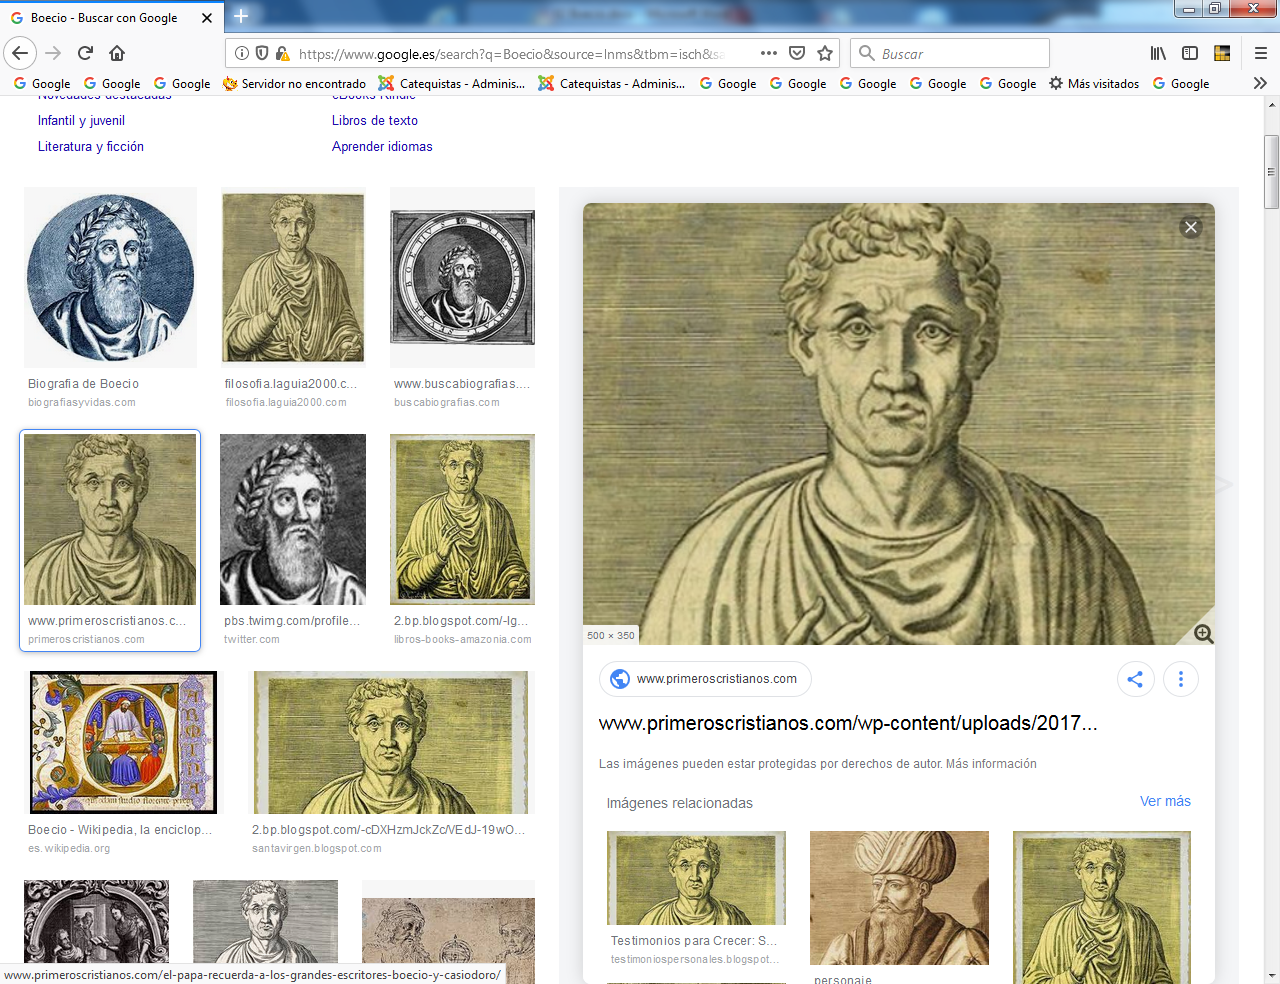 Boecio - Buscar con Google
https://www.google.es/search?q=Boecio&source=lnms&tbm=isch&sa
Buscar
Google
Google
Google
Servidor no encontrado
Catequistas - Adminis...
Catequistas - Adminis...
Google
Google
Google
Google
Google
Más visitados
Google
Novedades destacadas
eBooks Kindle
Infantil y juvenil
Libros de texto
Literatura y ficción
Aprender idiomas
Biografia de Boecio
biografiasyvidas.com
filosofia.laguia2000.c...
filosofia.laguia2000.com
www.buscabiografias....
buscabiografias.com
www.primeroscristianos.c...
primeroscristianos.com
pbs.twimg.com/profile...
twitter.com
2.bp.blogspot.com/-Ig...
libros-books-amazonia.com
Boecio - Wikipedia, la enciclop...
es.wikipedia.org
2.bp.blogspot.com/-cDXHzmJckZc/VEdJ-19wO...
santavirgen.blogspot.com
500 × 350
www.primeroscristianos.com
www.primeroscristianos.com/wp-content/uploads/2017...
Las imágenes pueden estar protegidas por derechos de autor. Más información
Imágenes relacionadas
Ver más
Testimonios para Crecer: S...
testimoniospersonales.blogspot...
personaje
www.primeroscristianos.com/el-papa-recuerda-a-los-grandes-escritores-boecio-y-casiodoro/